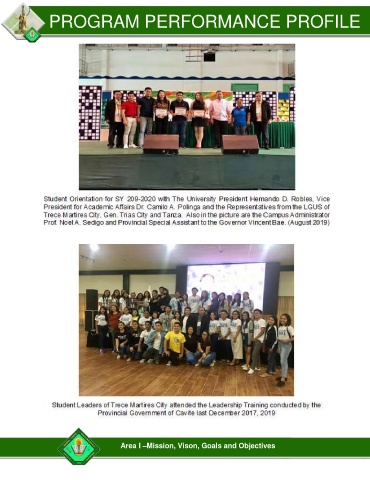 PROGRAM PERFORMANCE PROFILE
Student Orientation for SY 209-2020 with The University President Hernando D. Robles, Vice
President for Academic Affairs Dr. Camilo A. Polinga and the Representatives from the LGUS of
Trece Martires City, Gen. Trias City and Tanza. Also in the picture are the Campus Administrator
Prof. Noel A. Sedigo and Provincial Special Assistant to the Governor Vincent Bae. (August 2019)
Student Leaders of Trece Martires City attended the Leadership Training conducted by the
Provincial Government of Cavite last December 2017, 2019
Area I –Mission, Vison, Goals and Objectives